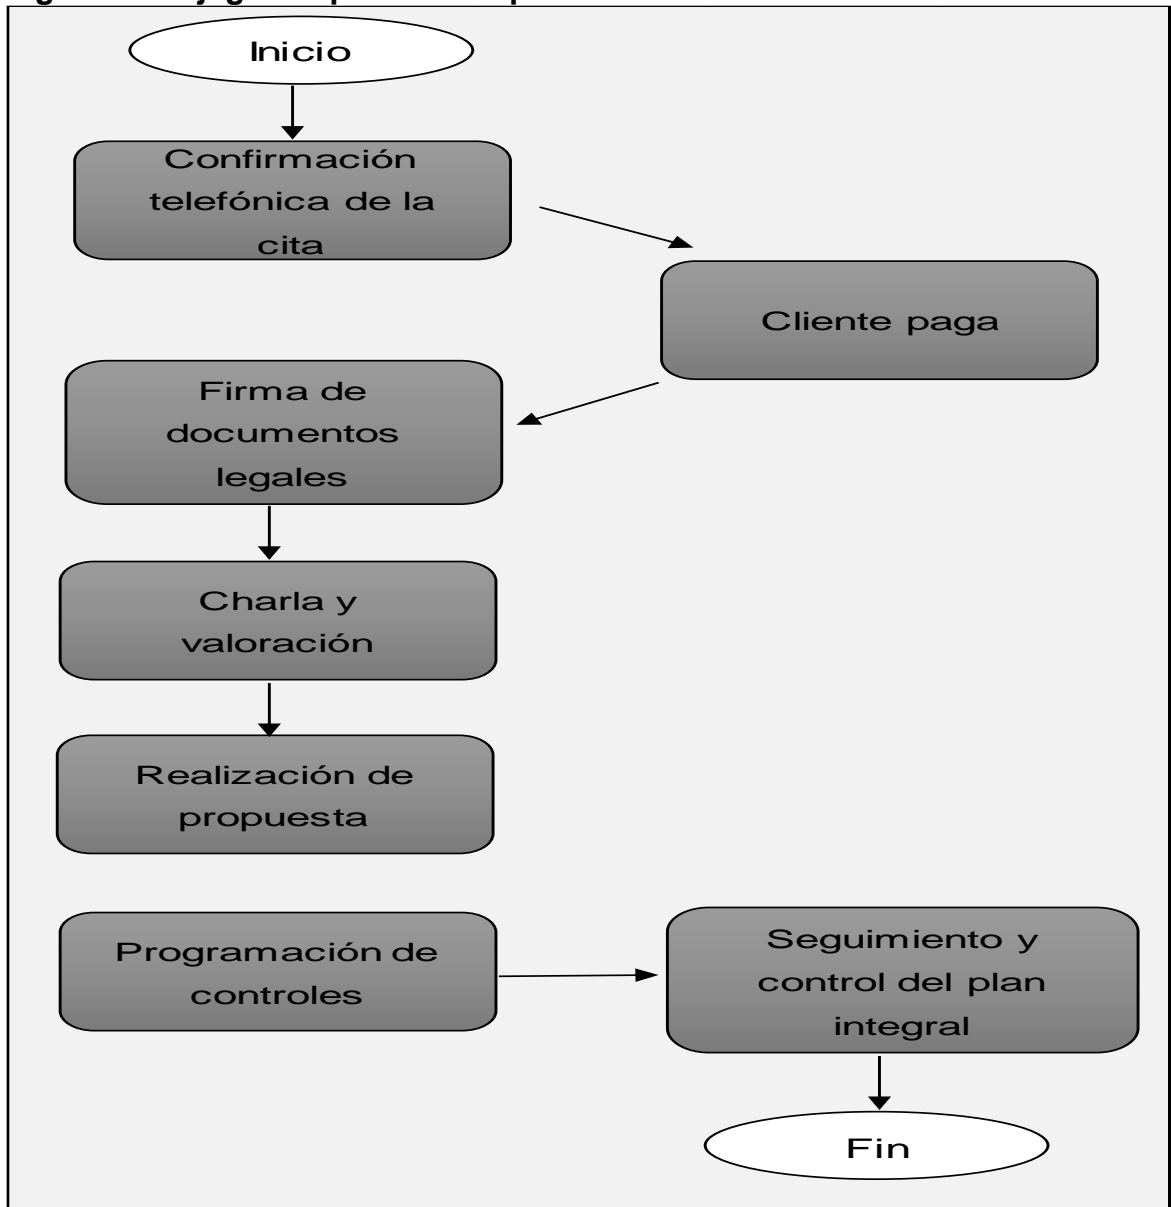 Inicio
Confirmación
telefónica de la
cita
Cliente paga
Firma de
documentos
legales
Charla y
valoración
Realización de
propuesta
Programación de
controles
Seguimiento y
control del plan
integral
Fin